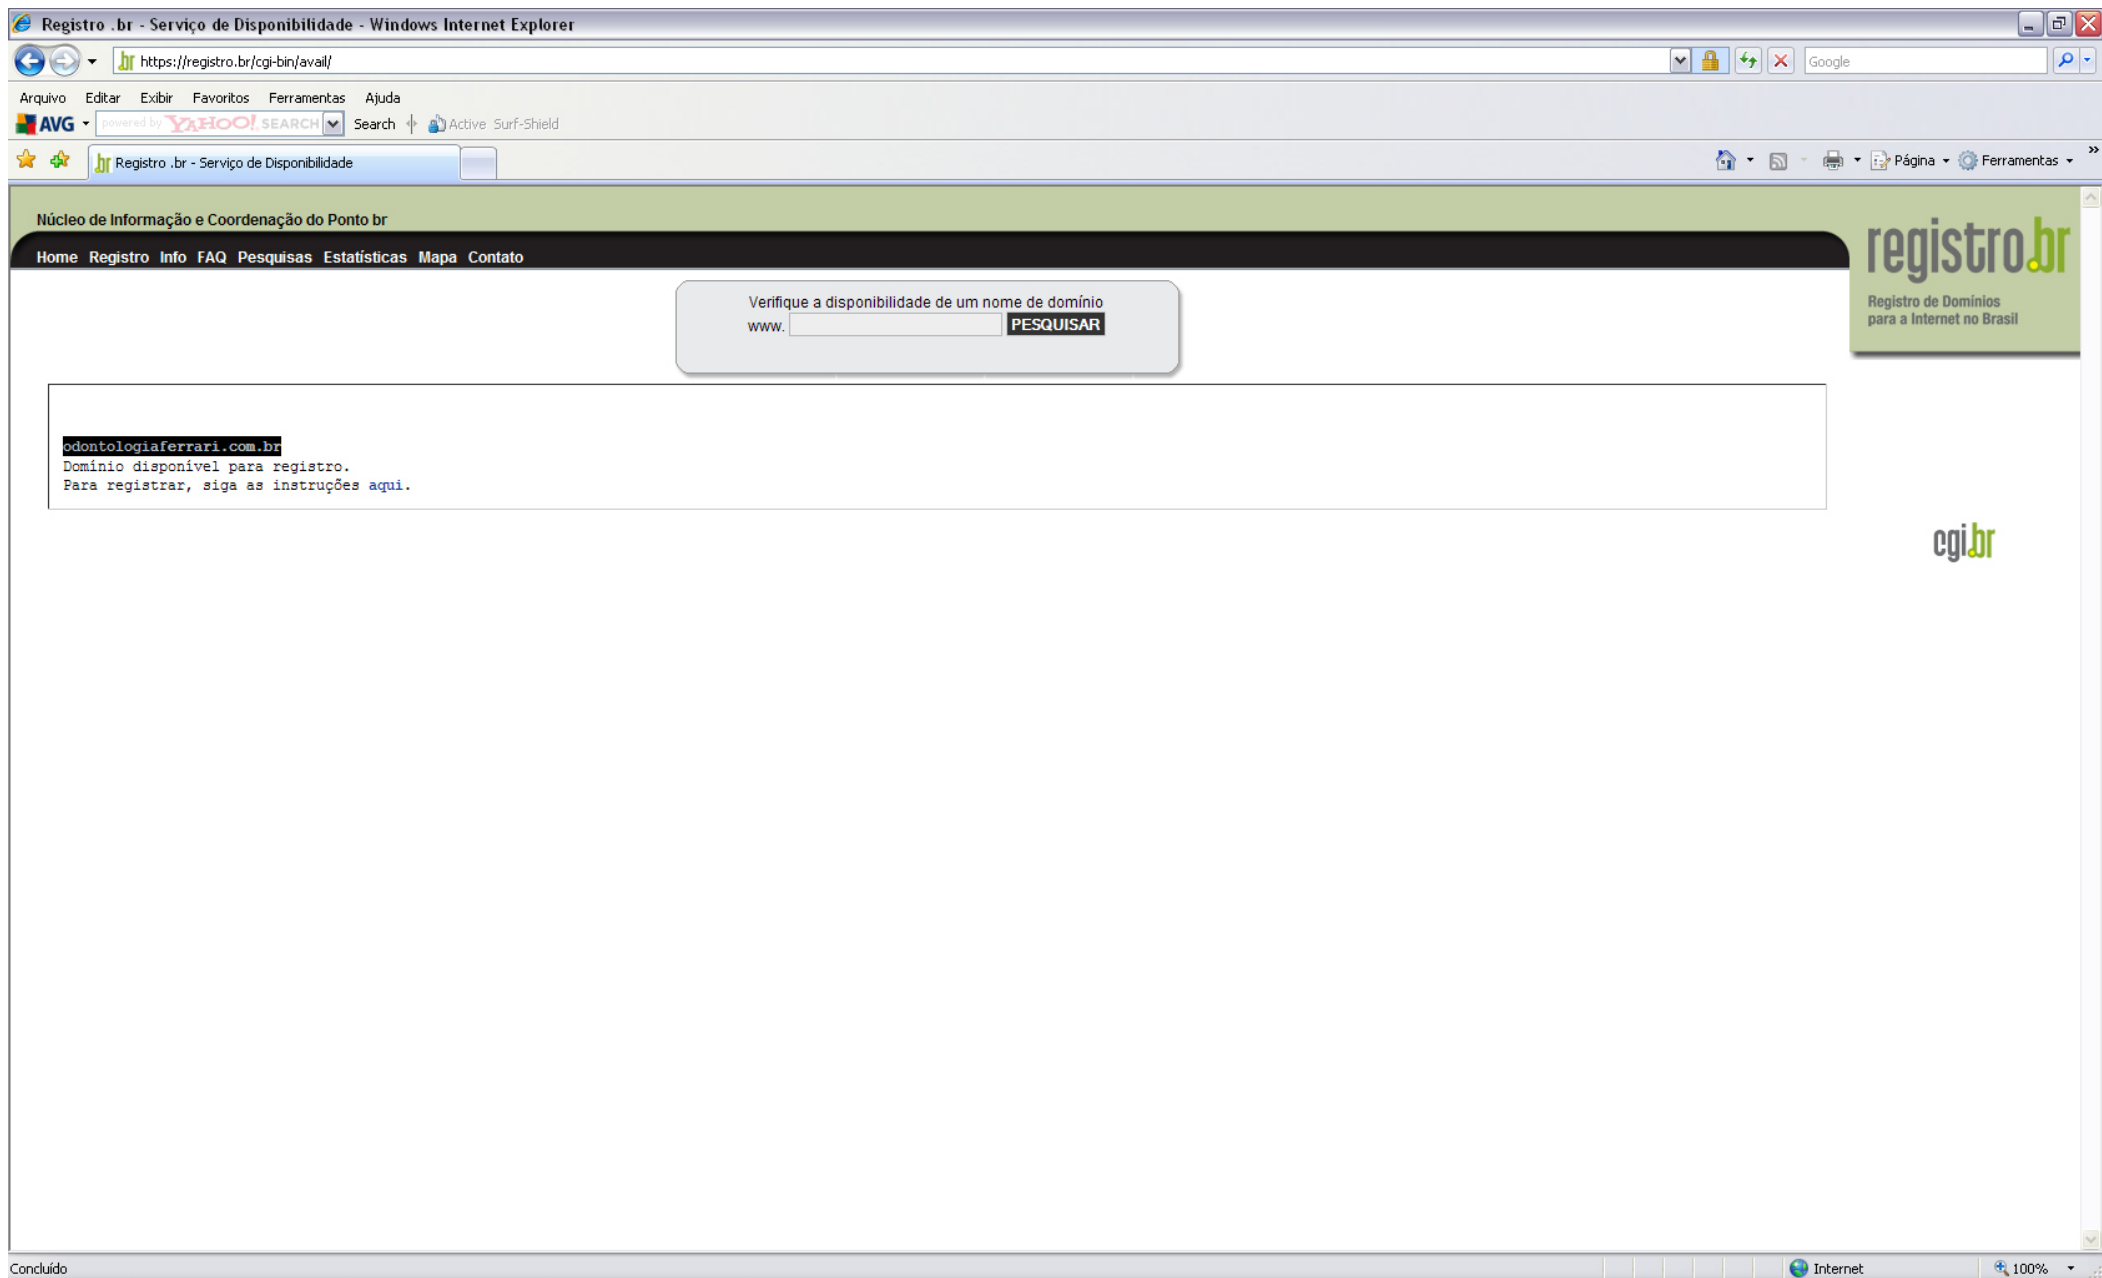 Registro .br - Serviço de Disponibilidade - Windows Internet Explorer
https://registro.br/cgi-bin/avail/
Google
Arquivo Editar Exibir Favoritos Ferramentas Ajuda
AVG powered by YAHOO! SEARCH Search Active Surf-Shield
Registro .br - Serviço de Disponibilidade
Página Ferramentas »
Núcleo de Informação e Coordenação do Ponto br
Home Registro Info FAQ Pesquisas Estatísticas Mapa Contato
registro.br
Registro de Domínios
para a Internet no Brasil
Verifique a disponibilidade de um nome de domínio
www. PESQUISAR
odontologiaferrari.com.br
Domínio disponível para registro.
Para registrar, siga as instruções aqui.
cgi.br
Concluído
Internet
100%